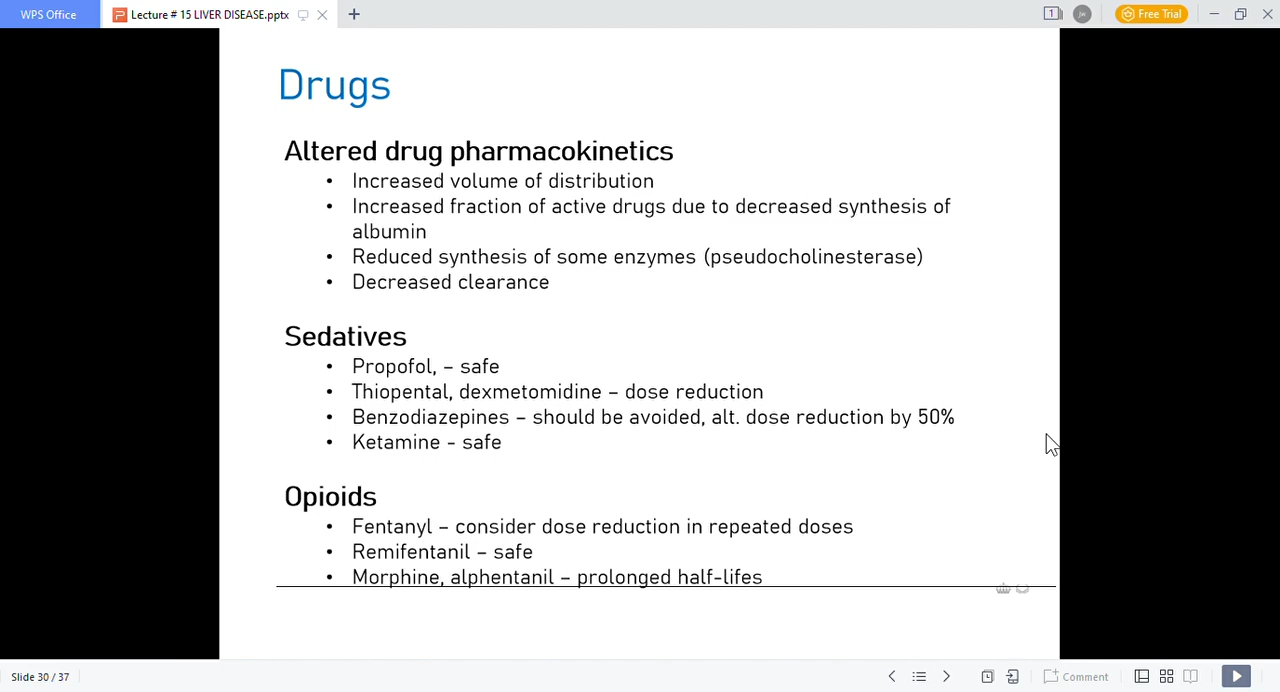 WPS Office
Lecture # 15 LIVER DISEASE.pptx
1
jw
Free Trial
Drugs
Altered drug pharmacokinetics
• Increased volume of distribution
• Increased fraction of active drugs due to decreased synthesis of
albumin
• Reduced synthesis of some enzymes (pseudocholinesterase)
• Decreased clearance
Sedatives
• Propofol, – safe
• Thiopental, dexmetomidine – dose reduction
• Benzodiazepines – should be avoided, alt. dose reduction by 50%
• Ketamine - safe
Opioids
• Fentanyl – consider dose reduction in repeated doses
• Remifentanil – safe
• Morphine, alphentanil – prolonged half-lifes
Slide 30 / 37
Comment